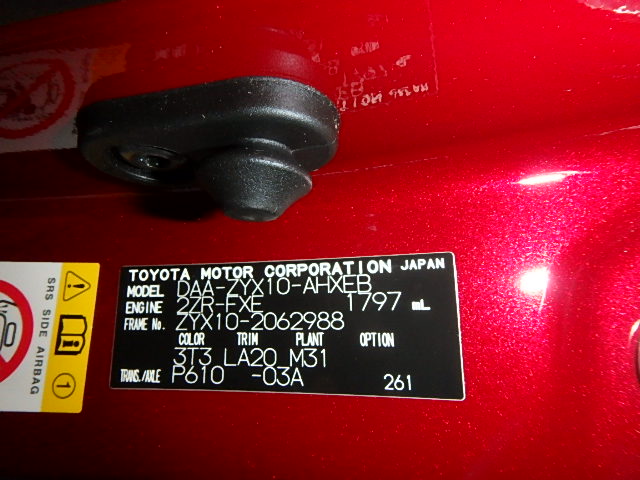 TOYOTA MOTOR CORPORATION JAPAN
MODEL DAA-ZYX10-AHXEB
ENGINE 2ZR-FXE 1797 mL
FRAME No. ZYX10-2062988
COLOR TRIM PLANT OPTION
3T3 LA20 M31
TRANS./AXLE P610 -03A 261
SRS SIDE AIRBAG
1